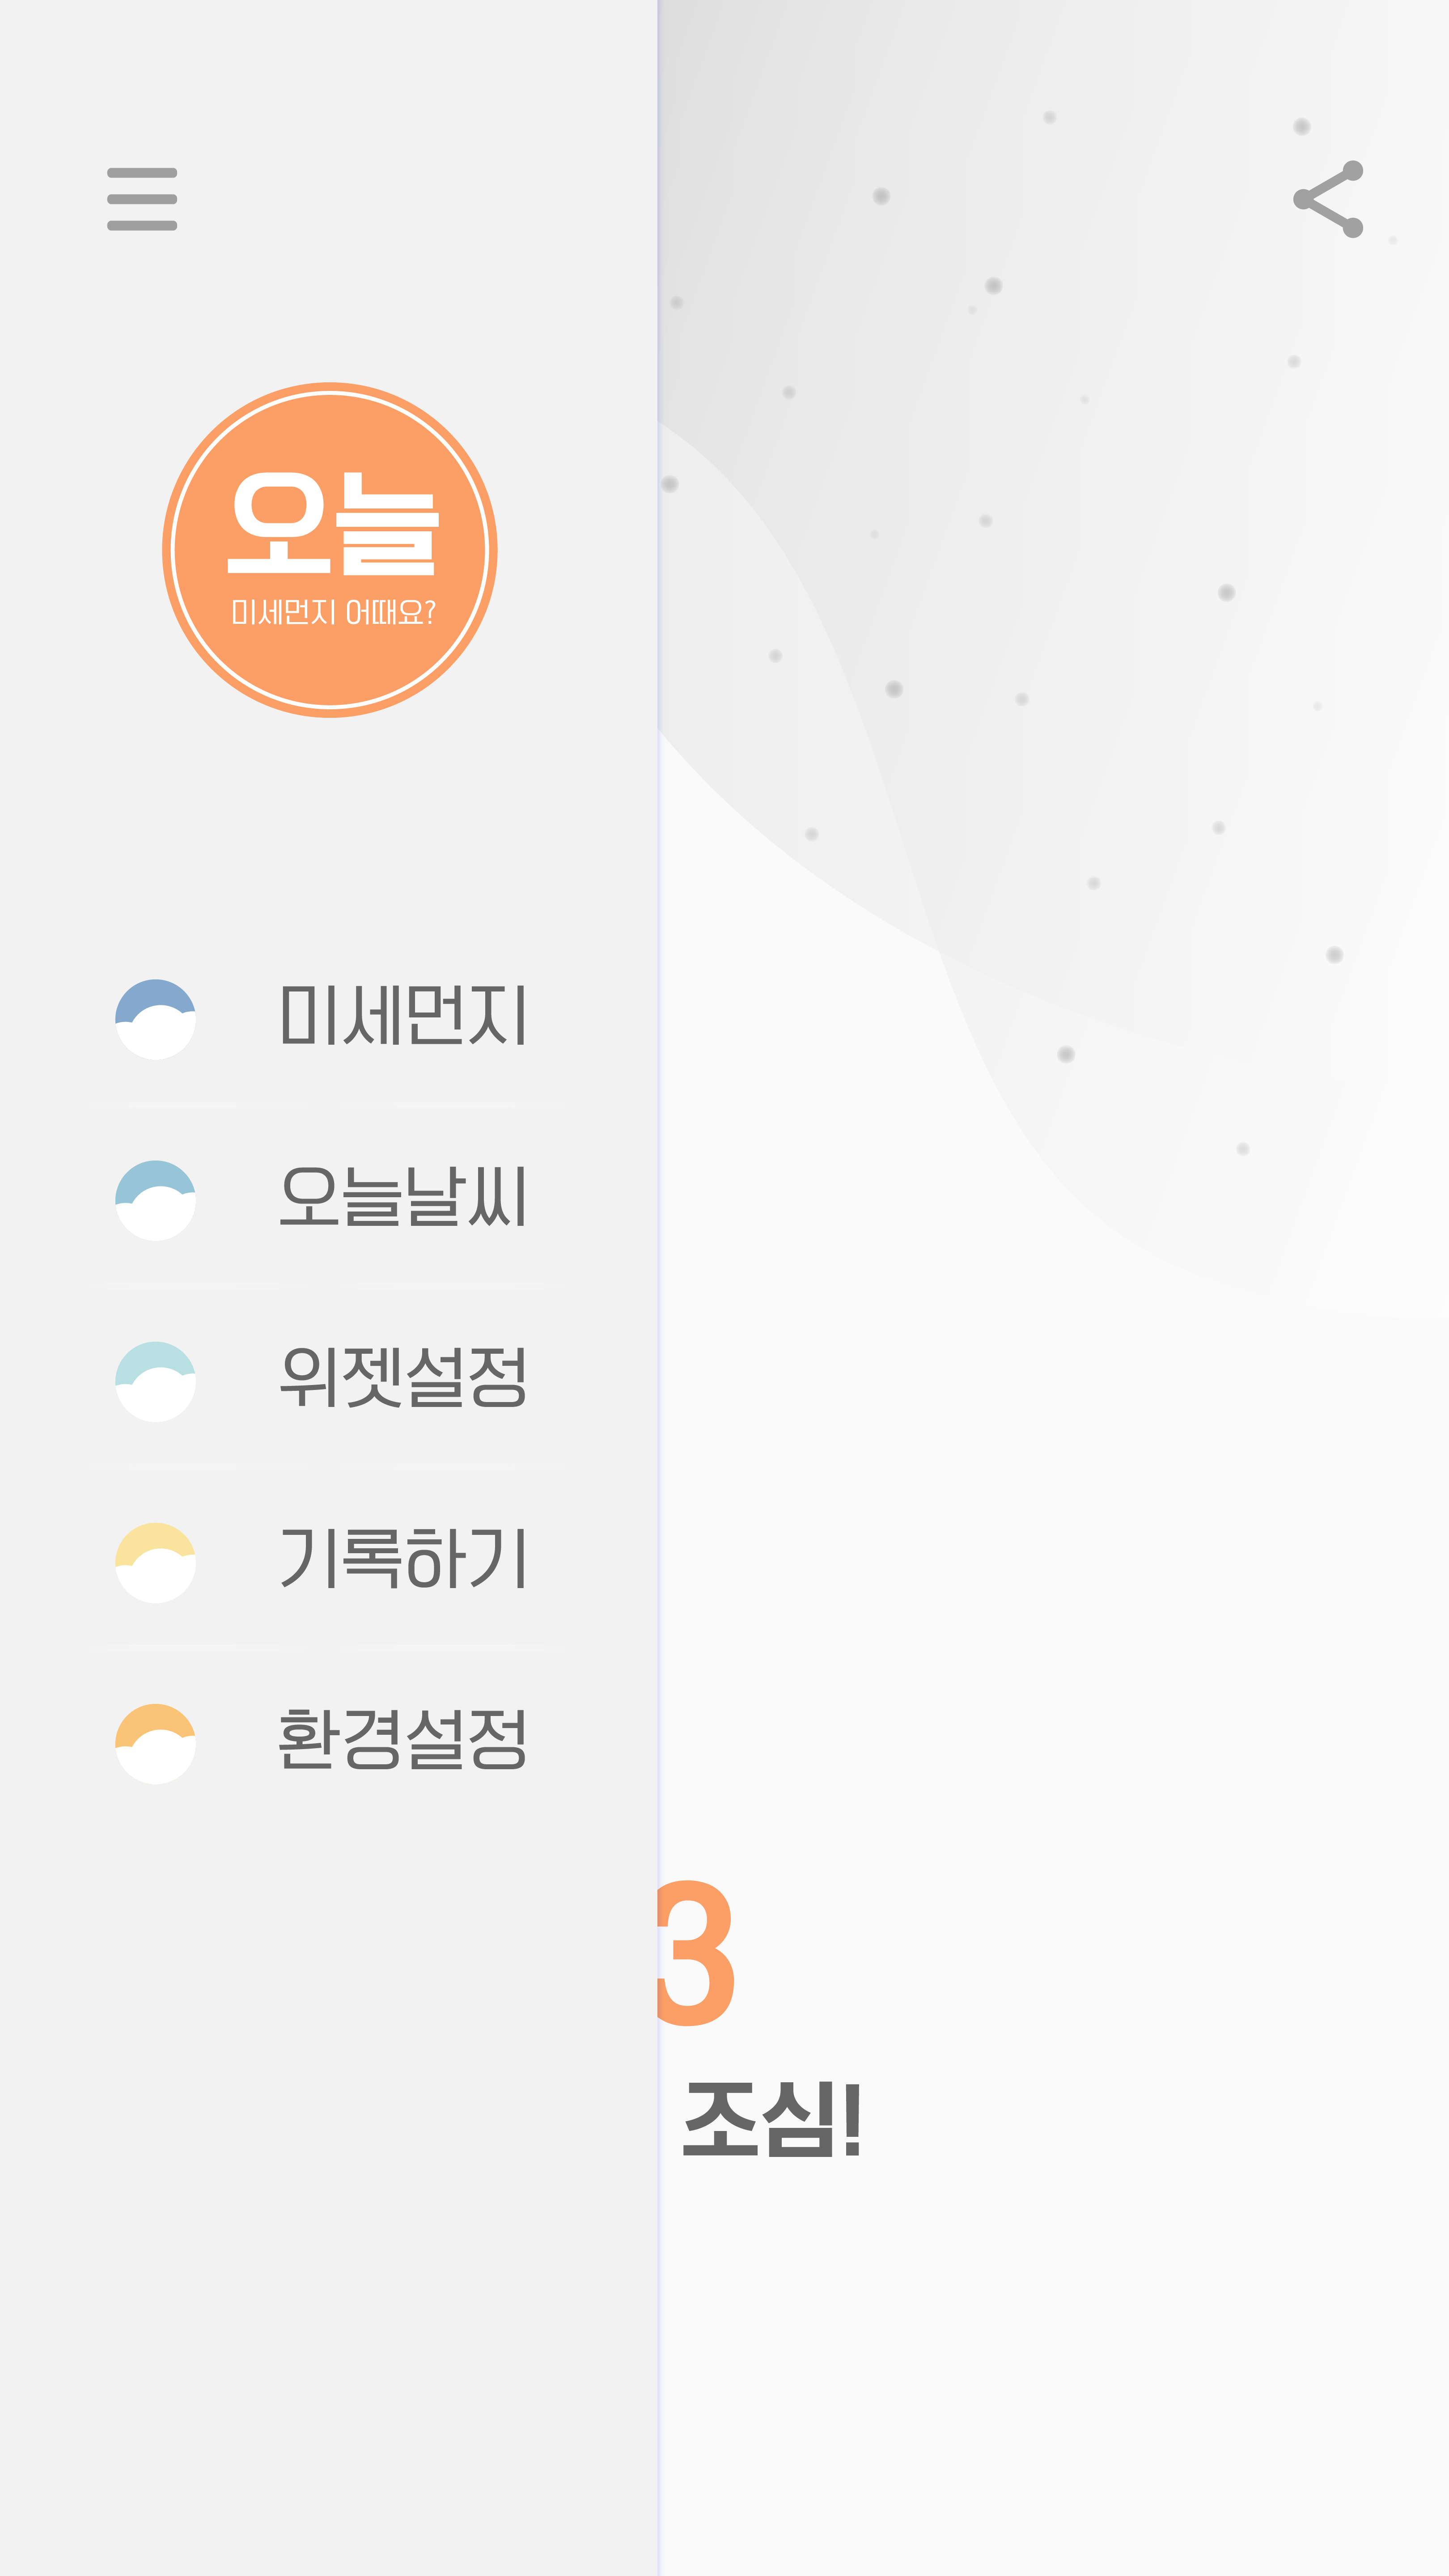 오늘
미세먼지 어때요?
미세먼지
오늘날씨
위젯설정
기록하기
환경설정
3
조심!